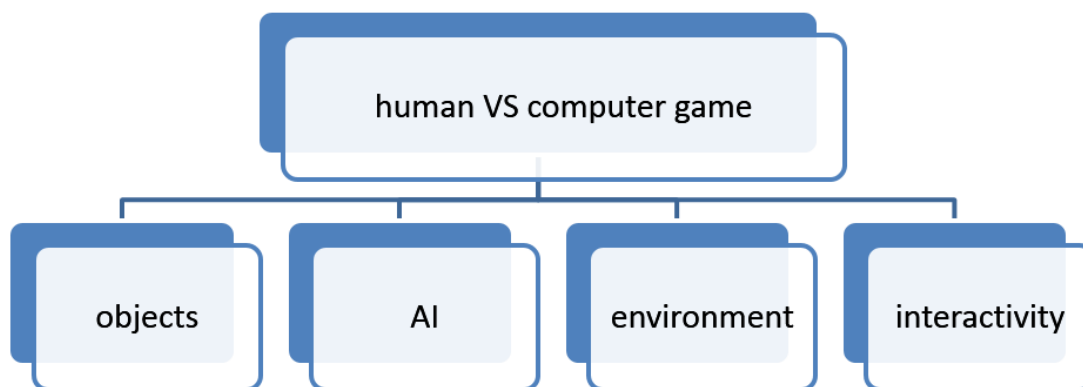 human VS computer game
objects
AI
environment
interactivity